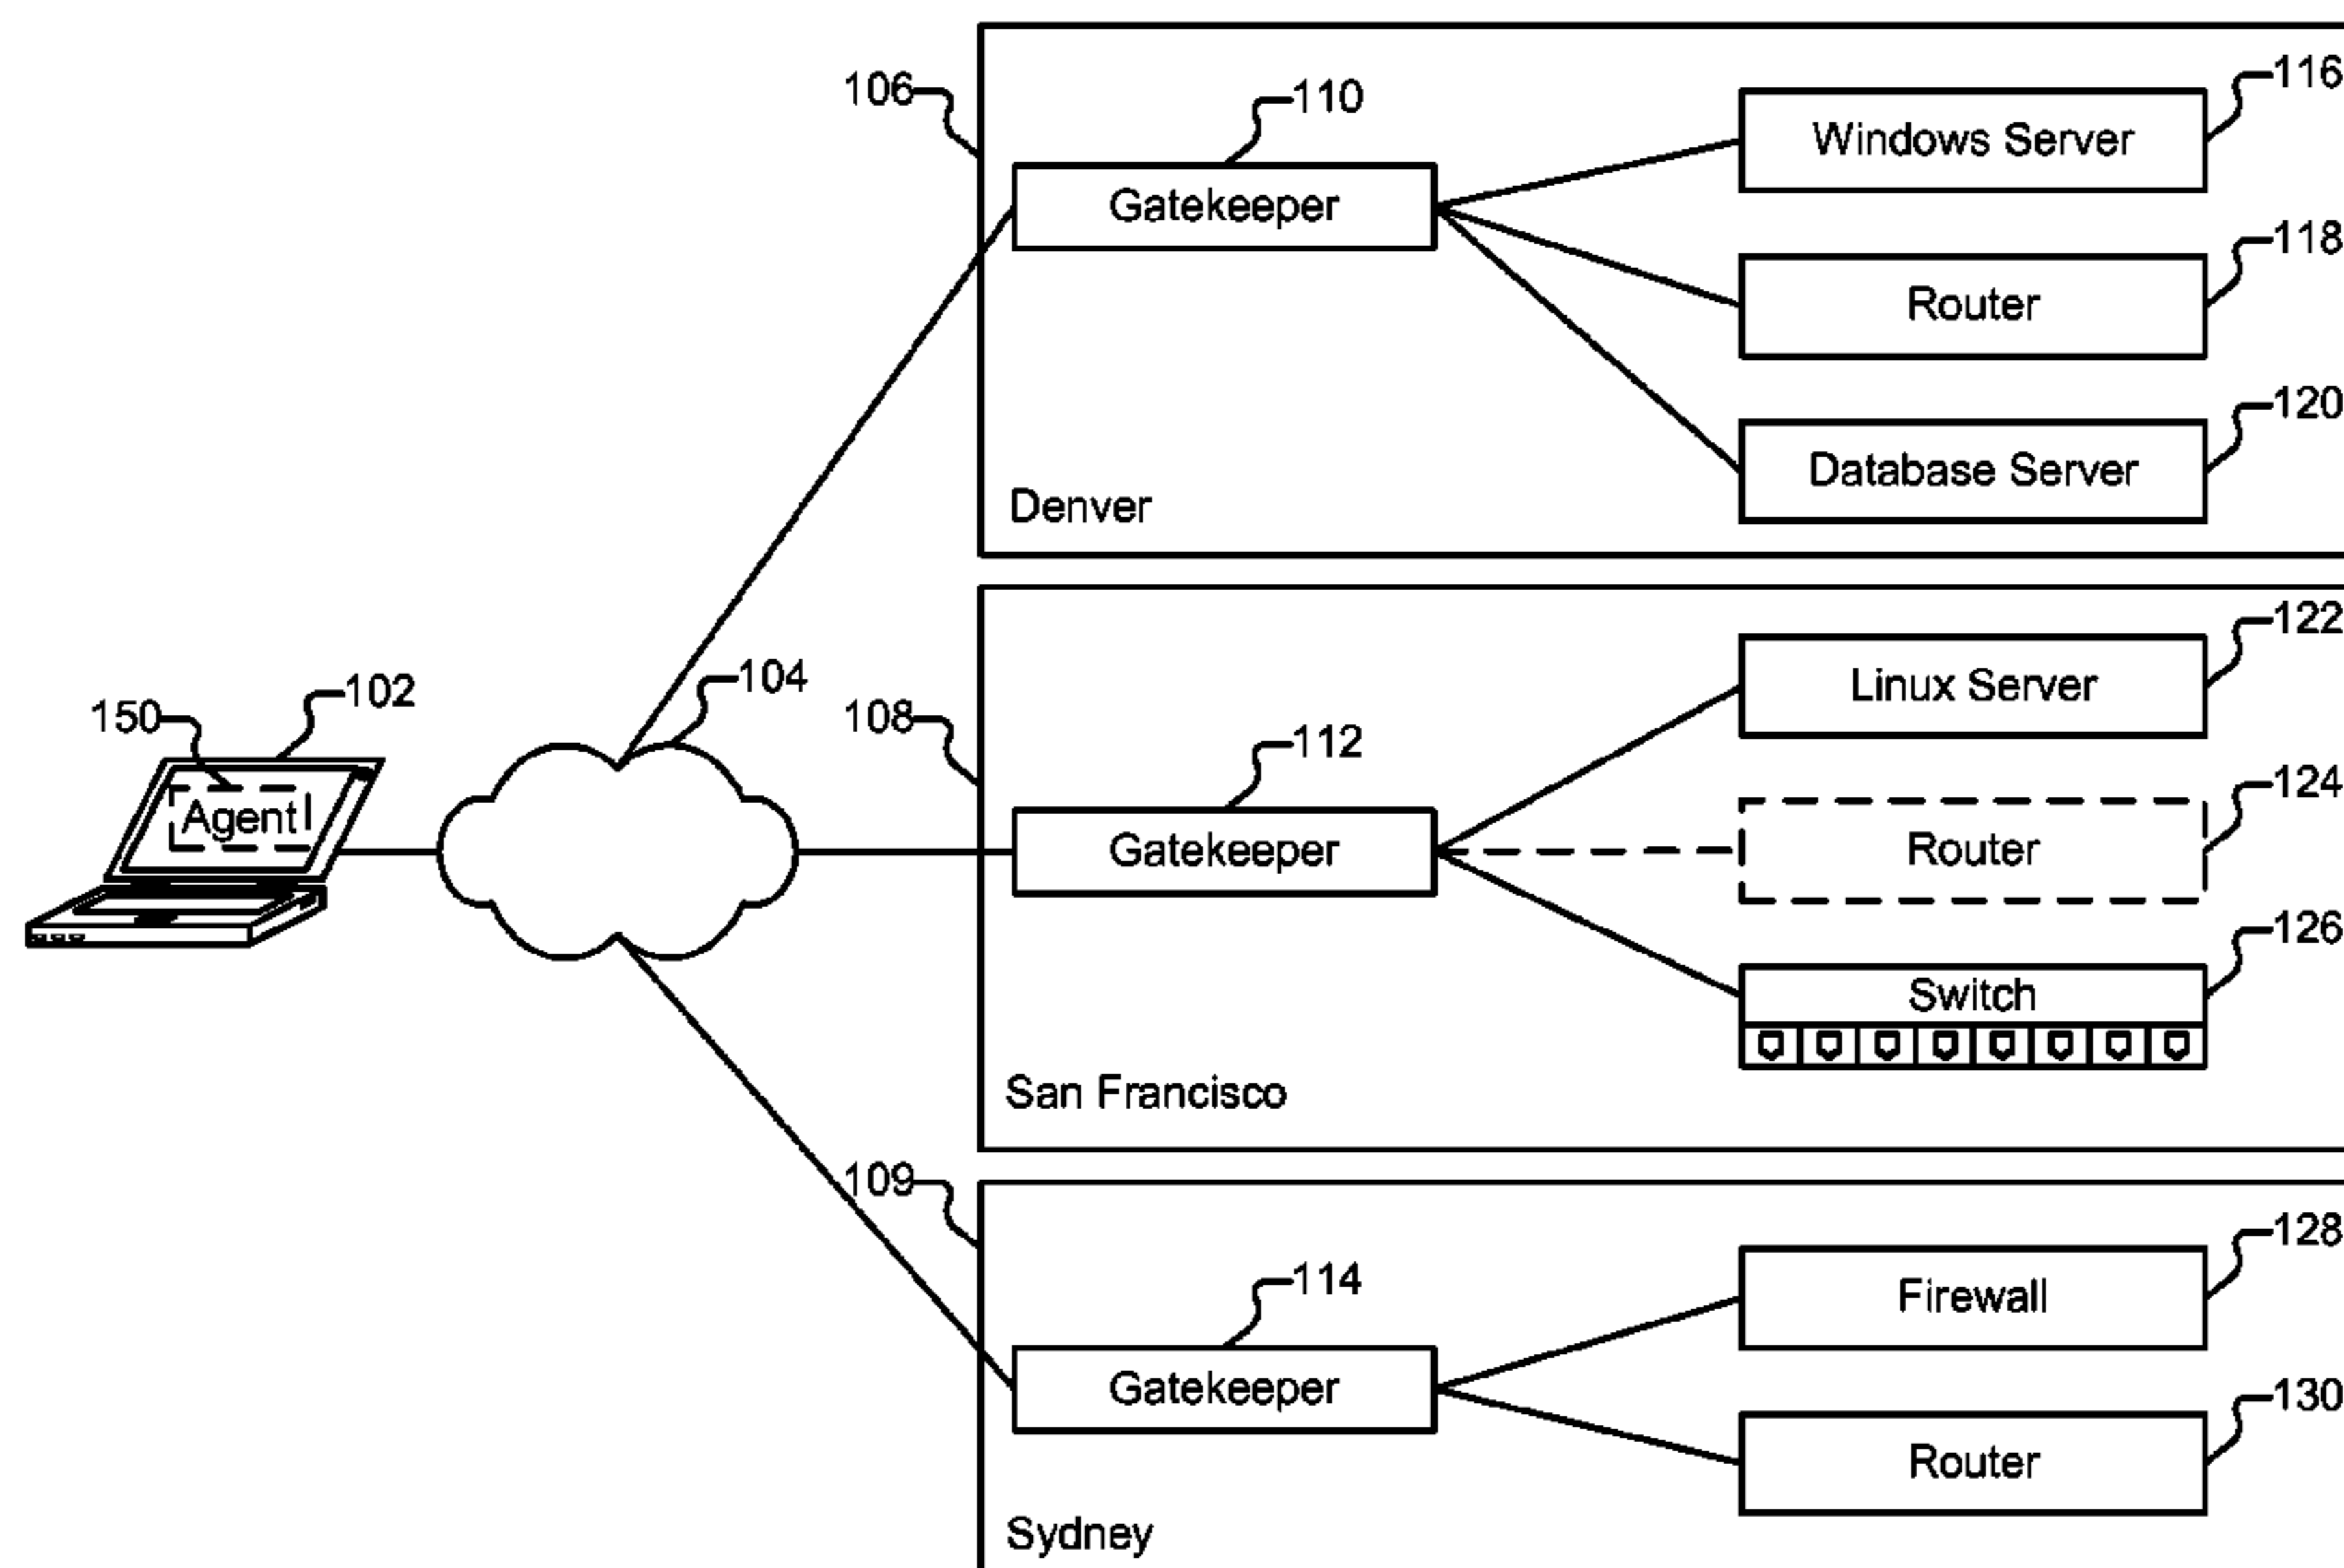 116
106
110
Windows Server
Gatekeeper
118
Router
120
Database Server
Denver
122
102
104
Linux Server
150
108
112
124
Agent
Gatekeeper
Router
126
Switch
San Francisco
109
128
114
Firewall
Gatekeeper
130
Router
Sydney